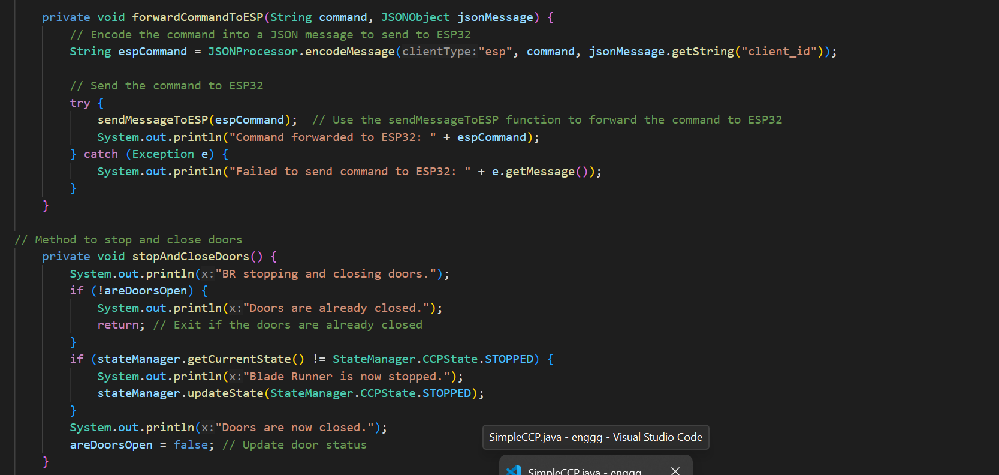 private void forwardCommandToESP(String command, JSONObject jsonMessage) {
// Encode the command into a JSON message to send to ESP32
String espCommand = JSONProcessor.encodeMessage(clientType:"esp", command, jsonMessage.getString("client_id"));
// Send the command to ESP32
try {
sendMessageToESP(espCommand);  // Use the sendMessageToESP function to forward the command to ESP32
System.out.println("Command forwarded to ESP32: " + espCommand);
} catch (Exception e) {
System.out.println("Failed to send command to ESP32: " + e.getMessage());
}
}
// Method to stop and close doors
private void stopAndCloseDoors() {
System.out.println(x:"BR stopping and closing doors.");
if (!areDoorsOpen) {
System.out.println(x:"Doors are already closed.");
return; // Exit if the doors are already closed
}
if (stateManager.getCurrentState() != StateManager.CCPState.STOPPED) {
System.out.println(x:"Blade Runner is now stopped.");
stateManager.updateState(StateManager.CCPState.STOPPED);
}
System.out.println(x:"Doors are now closed.");
areDoorsOpen = false; // Update door status
}
SimpleCCP.java - enggg - Visual Studio Code
SimpleCCP.java - enggg